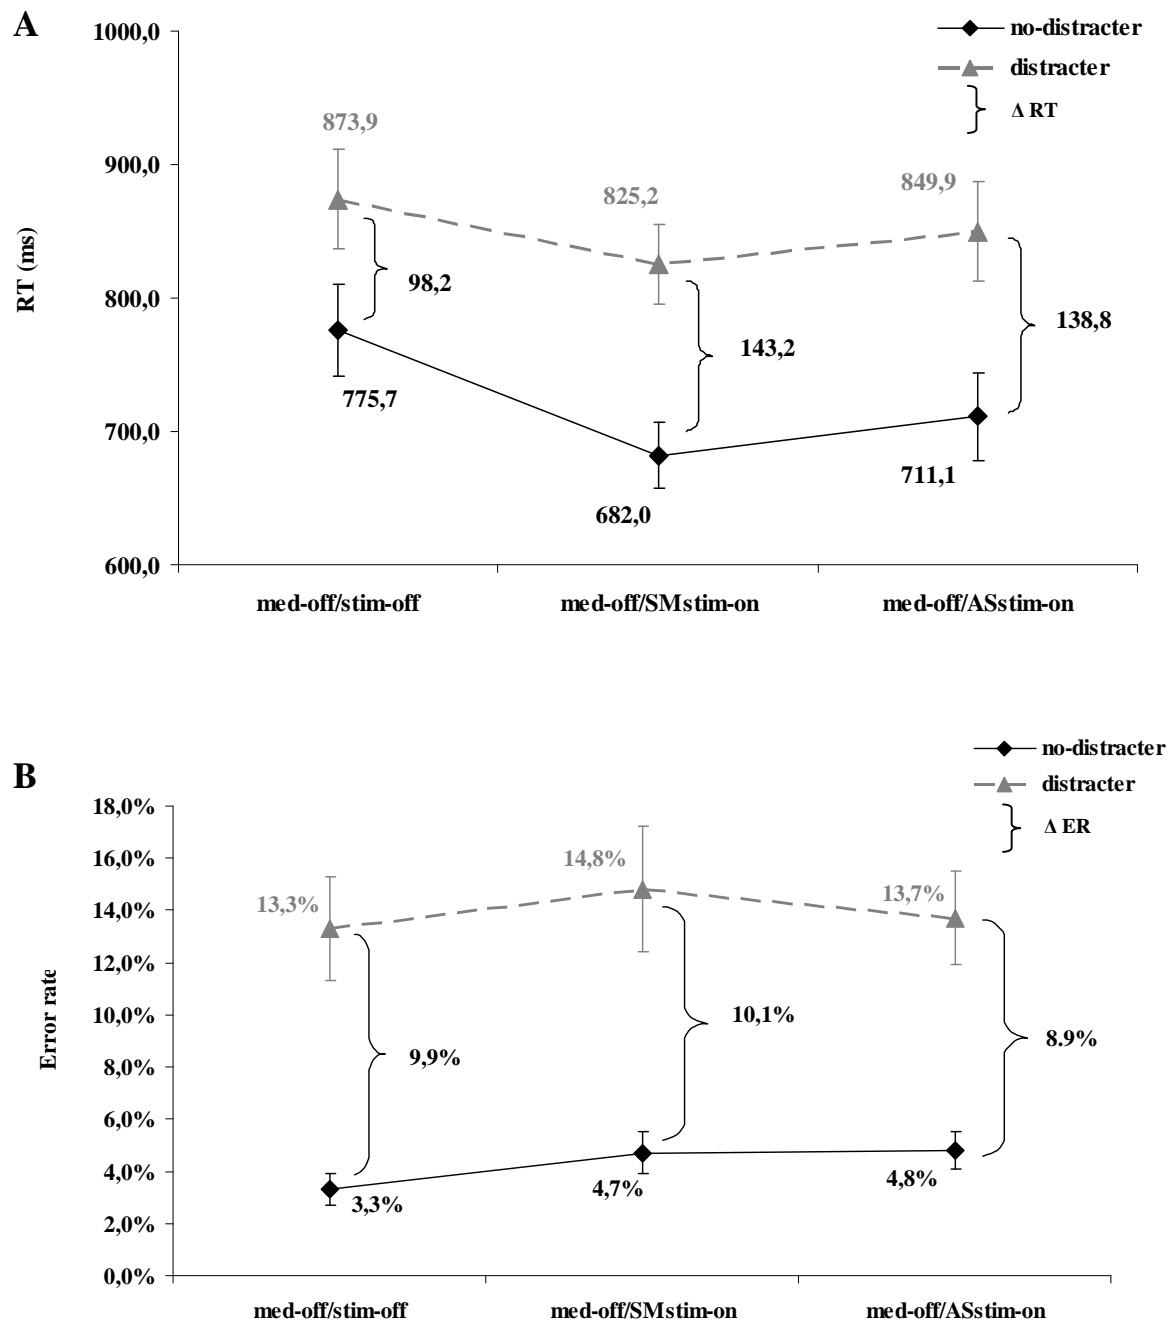 A
1000,0
no-distracter
distracter
Δ RT
900,0
800,0
700,0
600,0
RT (ms)
873,9
825,2
849,9
98,2
143,2
138,8
775,7
682,0
711,1
med-off/stim-off
med-off/SMstim-on
med-off/ASstim-on
B
no-distracter
distracter
Δ ER
18,0%
16,0%
14,0%
12,0%
10,0%
8,0%
6,0%
4,0%
2,0%
0,0%
Error rate
13,3%
14,8%
13,7%
9,9%
10,1%
8.9%
3,3%
4,7%
4,8%
med-off/stim-off
med-off/SMstim-on
med-off/ASstim-on